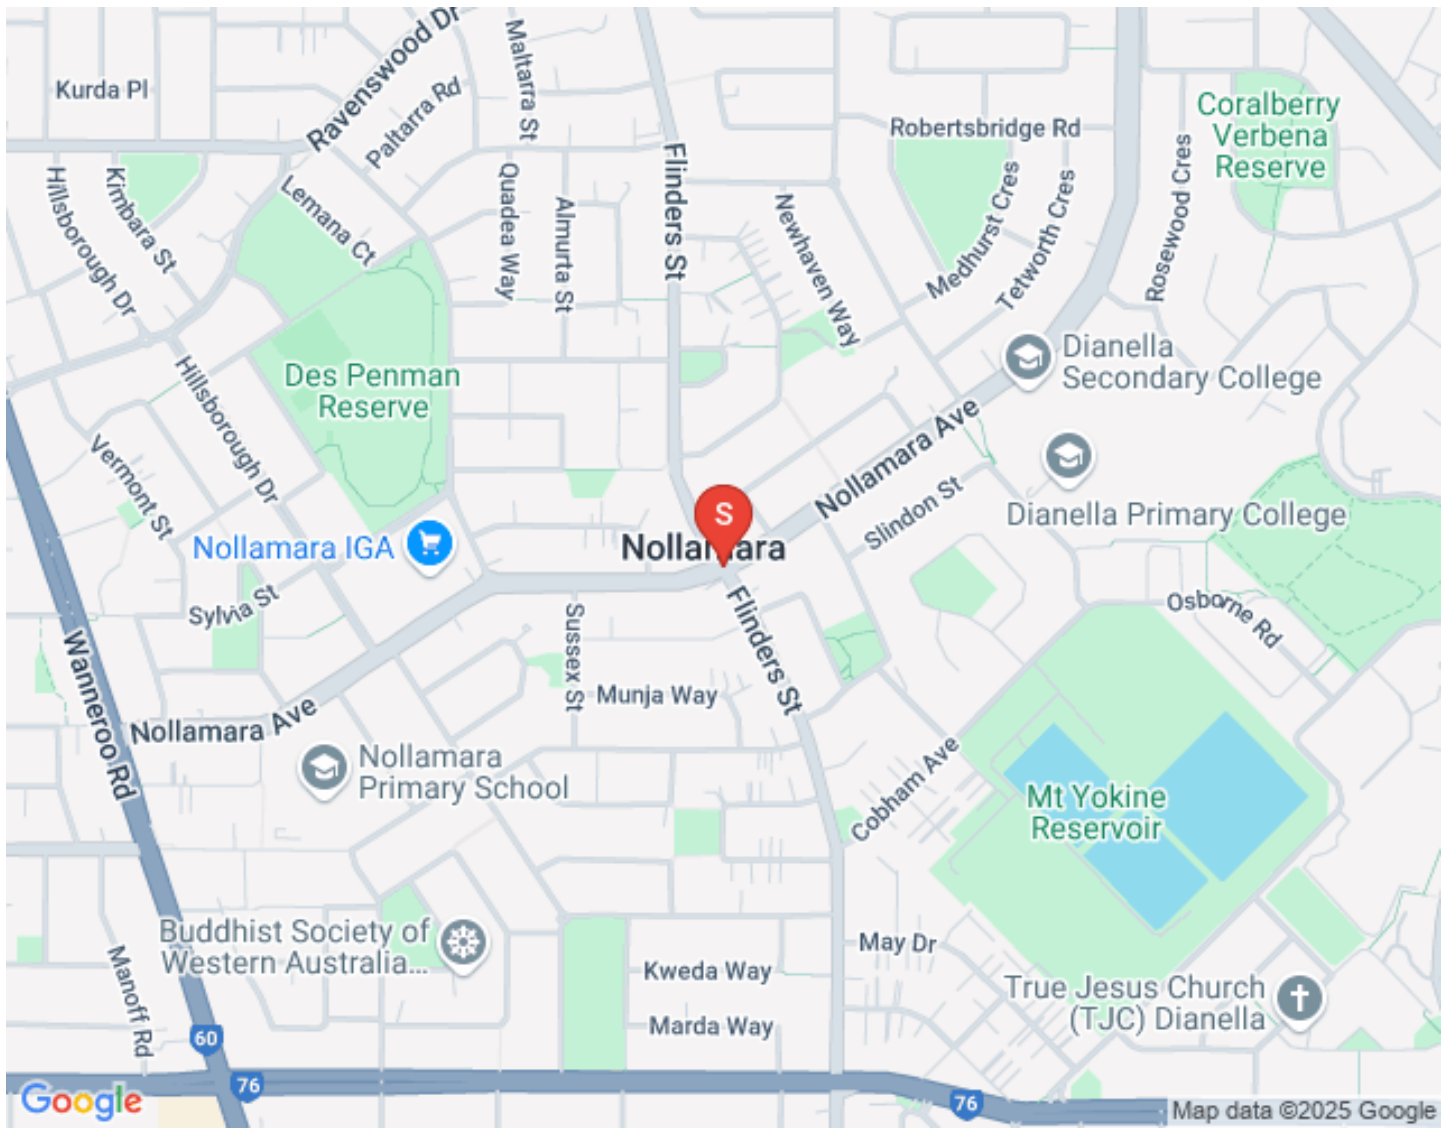 Kurda Pl
Ravenswood Dr
Paltarra Rd
Maltarra St
Flinders St
Robertsbridge Rd
Coralberry
Verbena
Reserve
Hillsborough Dr
Kimbara St
Lemana Ct
Quadea Way
Almurta St
Newhaven Way
Medhurst Cres
Tetworth Cres
Rosewood Cres
Des Penman
Reserve
Hillsborough Dr
Vermont St
Dianella
Secondary College
Nollamara Ave
Slindon St
Dianella Primary College
S
Nollamara
Nollamara IGA
Sylvia St
Wanneroo Rd
Sussex St
Flinders St
Osborne Rd
Munja Way
Nollamara Ave
Nollamara
Primary School
Cobham Ave
Mt Yokine
Reservoir
Buddhist Society of
Western Australia...
Manoff Rd
May Dr
Kweda Way
Marda Way
True Jesus Church
(TJC) Dianella
60
76
76
Google
Map data ©2025 Google